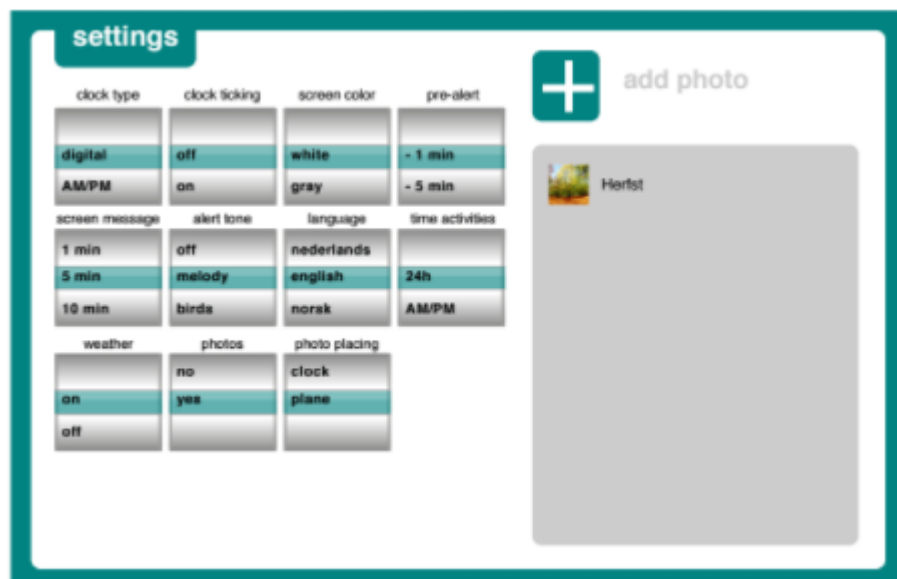 settings
add photo
clock type clock ticking screen color pre-alert
digital off white - 1 min
AM/PM on gray - 5 min
Herfst
screen message alert tone language time activities
1 min off nederlands
5 min melody english 24h
10 min birds norsk AM/PM
weather photos photo placing
no clock
on yes plane
off